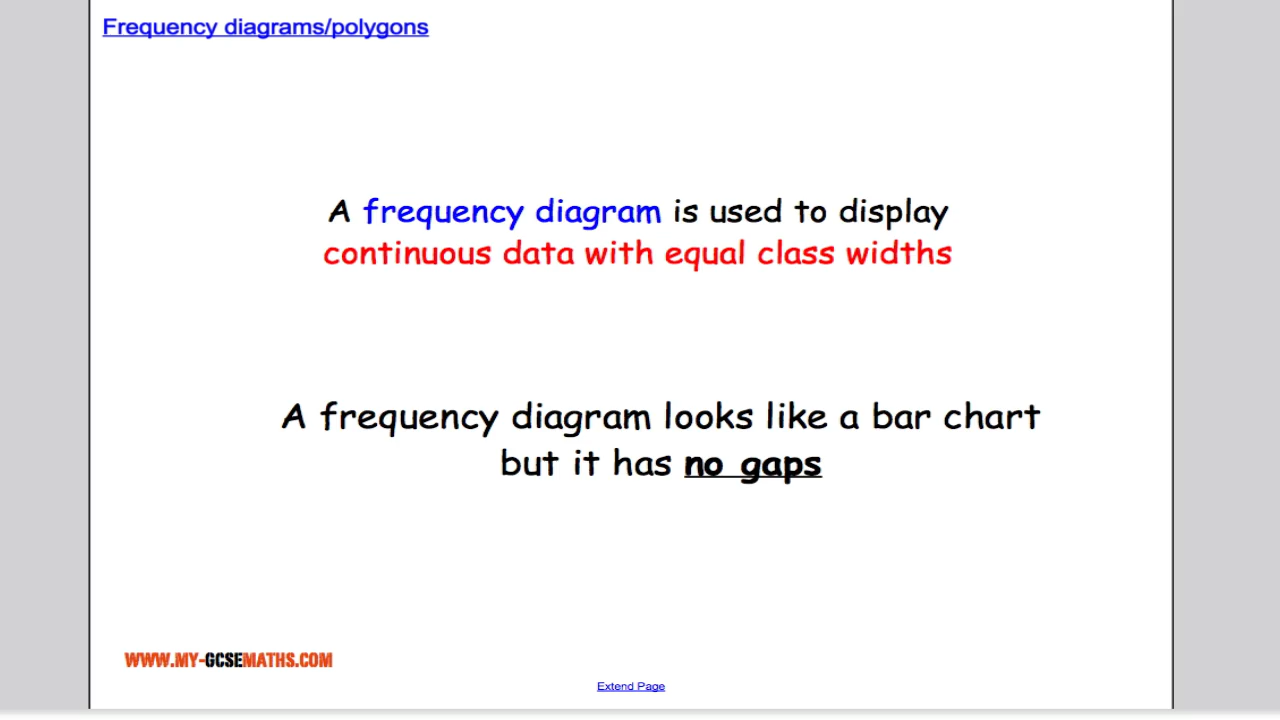 Frequency diagrams/polygons
A frequency diagram is used to display
continuous data with equal class widths
A frequency diagram looks like a bar chart
but it has no gaps
WWW.MY-GCSEMATHS.COM
Extend Page